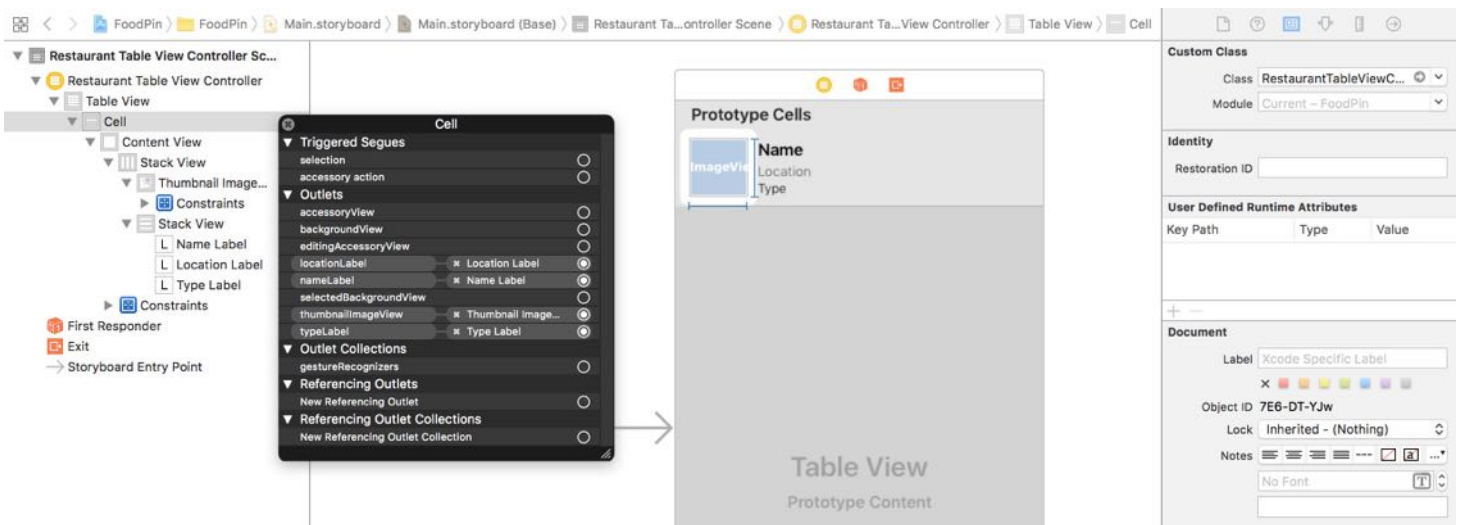 FoodPin FoodPin Main.storyboard Main.storyboard (Base) Restaurant Ta...ontroller Scene Restaurant Ta...View Controller Table View Cell
Restaurant Table View Controller Sc...
Restaurant Table View Controller
Table View
Cell
Content View
Stack View
Thumbnail Image...
Constraints
Stack View
L Name Label
L Location Label
L Type Label
Constraints
First Responder
Exit
Storyboard Entry Point
Cell
Triggered Segues
selection
accessory action
Outlets
accessoryView
backgroundView
editingAccessoryView
locationLabel Location Label
nameLabel Name Label
selectedBackgroundView
thumbnailImageView Thumbnail Image...
typeLabel Type Label
Outlet Collections
gestureRecognizers
Referencing Outlets
New Referencing Outlet
Referencing Outlet Collections
New Referencing Outlet Collection
Prototype Cells
ImageVie
Name
Location
Type
Table View
Prototype Content
Custom Class
Class RestaurantTableViewC...
Module Current – FoodPin
Identity
Restoration ID
User Defined Runtime Attributes
Key Path Type Value
Document
Label Xcode Specific Label
Object ID 7E6-DT-YJw
Lock Inherited - (Nothing)
Notes --- a ...
No Font T